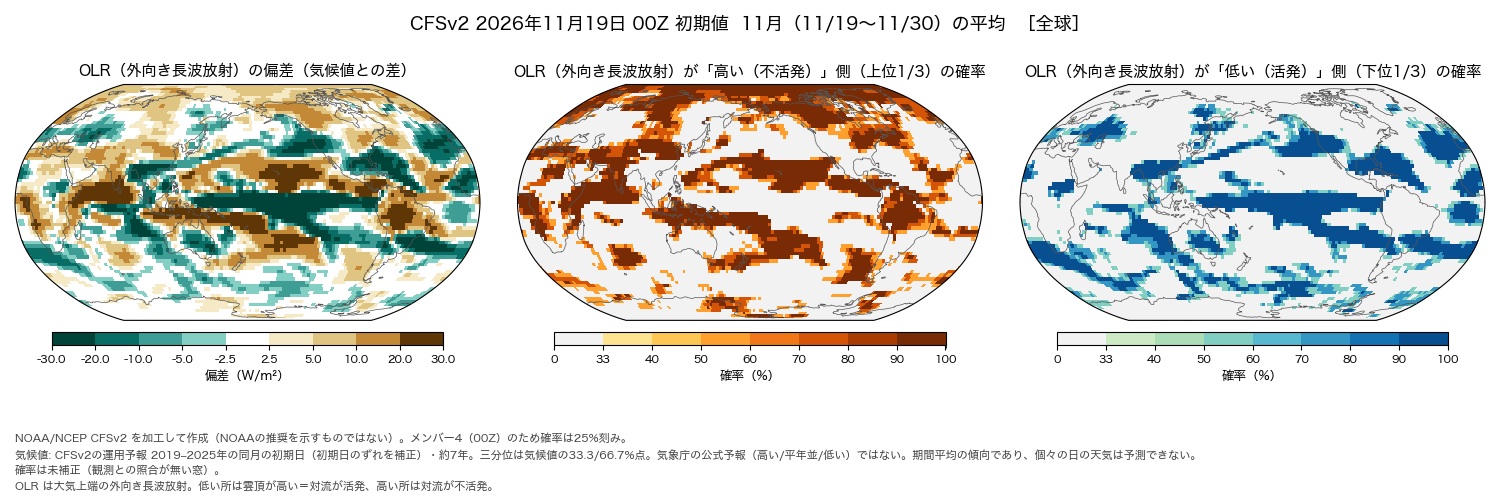 CFSv2 2026年11月19日 00Z 初期値  11月（11/19～11/30）の平均 ［全球］
OLR（外向き長波放射）の偏差（気候値との差）
OLR（外向き長波放射）が「高い（不活発）」側（上位1/3）の確率
OLR（外向き長波放射）が「低い（活発）」側（下位1/3）の確率
-30.0 -20.0 -10.0 -5.0 -2.5 2.5 5.0 10.0 20.0 30.0
偏差（W/m²）
0 33 40 50 60 70 80 90 100
確率（%）
0 33 40 50 60 70 80 90 100
確率（%）
NOAA/NCEP CFSv2 を加工して作成（NOAAの推奨を示すものではない）。メンバー4（00Z）のため確率は25%刻み。
気候値: CFSv2の運用予報 2019–2025年の同月の初期日（初期日のずれを補正）・約7年。三分位は気候値の33.3/66.7%点。気象庁の公式予報（高い/平年並/低い）ではない。期間平均の傾向であり、個々の日の天気は予測できない。
確率は未補正（観測との照合が無い窓）。
OLR は大気上端の外向き長波放射。低い所は雲頂が高い＝対流が活発、高い所は対流が不活発。